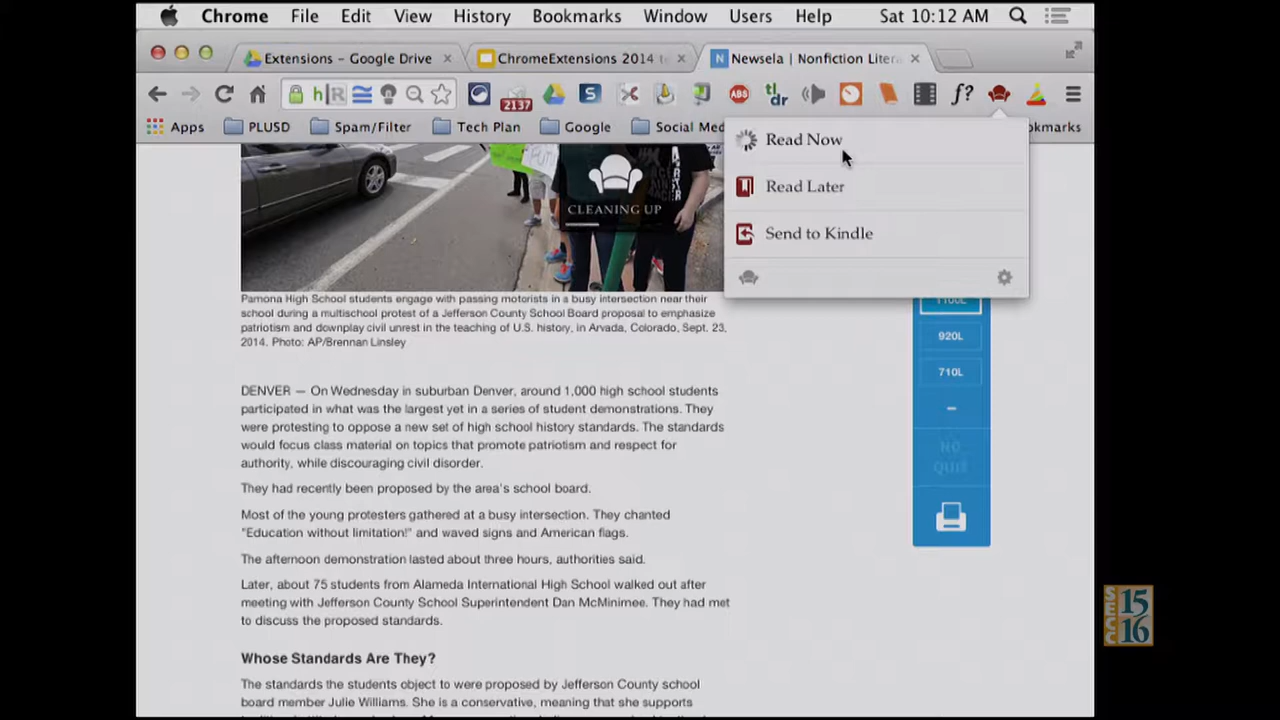 Chrome File Edit View History Bookmarks Window Users Help Sat 10:12 AM
Extensions – Google Drive
ChromeExtensions 2014 t
Newsela | Nonfiction Litera
2137
ABS
tl;
dr
f?
Apps PLUSD Spam/Filter Tech Plan Google Social Med
okmarks
Read Now
Read Later
Send to Kindle
CLEANING UP
Pamona High School students engage with passing motorists in a busy intersection near their
school during a multischool protest of a Jefferson County School Board proposal to emphasize
patriotism and downplay civil unrest in the teaching of U.S. history, in Arvada, Colorado, Sept. 23,
2014. Photo: AP/Brennan Linsley
1100L
920L
710L
NO
QUIZ
DENVER — On Wednesday in suburban Denver, around 1,000 high school students
participated in what was the largest yet in a series of student demonstrations. They
were protesting to oppose a new set of high school history standards. The standards
would focus class material on topics that promote patriotism and respect for
authority, while discouraging civil disorder.
They had recently been proposed by the area's school board.
Most of the young protesters gathered at a busy intersection. They chanted
"Education without limitation!" and waved signs and American flags.
The afternoon demonstration lasted about three hours, authorities said.
Later, about 75 students from Alameda International High School walked out after
meeting with Jefferson County School Superintendent Dan McMinimee. They had met
to discuss the proposed standards.
Whose Standards Are They?
The standards the students object to were proposed by Jefferson County school
board member Julie Williams. She is a conservative, meaning that she supports
SECC
15
16